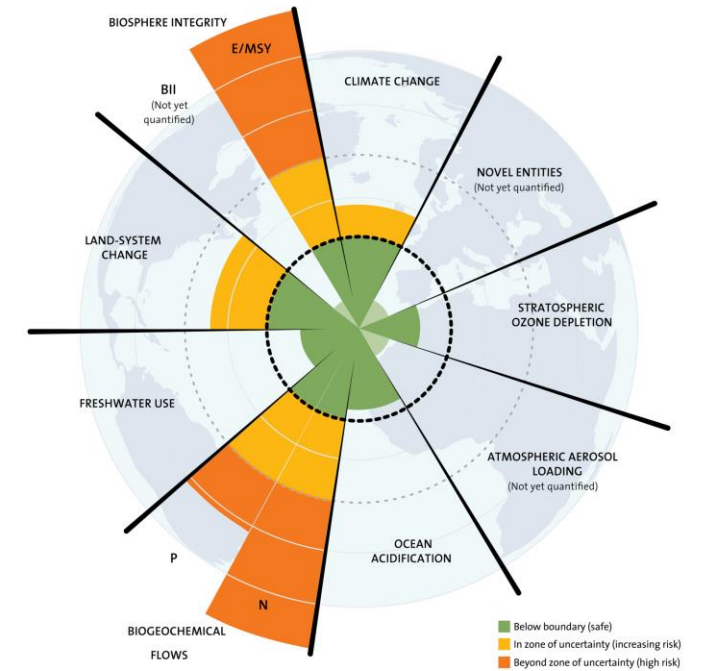 BIOSPHERE INTEGRITY
E/MSY
BII
(Not yet
quantified)
CLIMATE CHANGE
NOVEL ENTITIES
(Not yet quantified)
LAND-SYSTEM
CHANGE
STRATOSPHERIC
OZONE DEPLETION
FRESHWATER USE
ATMOSPHERIC AEROSOL
LOADING
(Not yet quantified)
OCEAN
ACIDIFICATION
P
N
BIOGEOCHEMICAL
FLOWS
Below boundary (safe)
In zone of uncertainty (increasing risk)
Beyond zone of uncertainty (high risk)